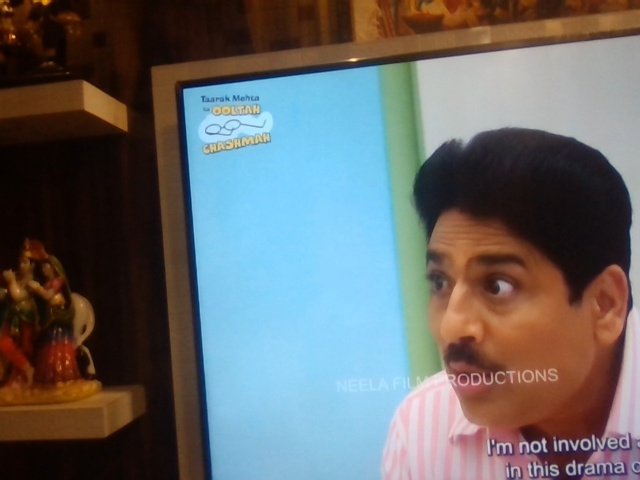 Taarak Mehta
Ka OOLTAH
CHASHMAH
NEELA FILM PRODUCTIONS
I'm not involved
in this drama